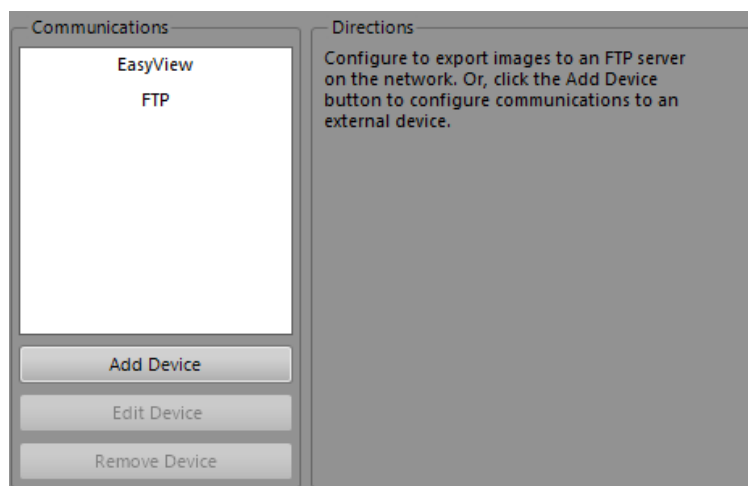 Communications
EasyView
FTP
Add Device
Edit Device
Remove Device
Directions
Configure to export images to an FTP server
on the network. Or, click the Add Device
button to configure communications to an
external device.